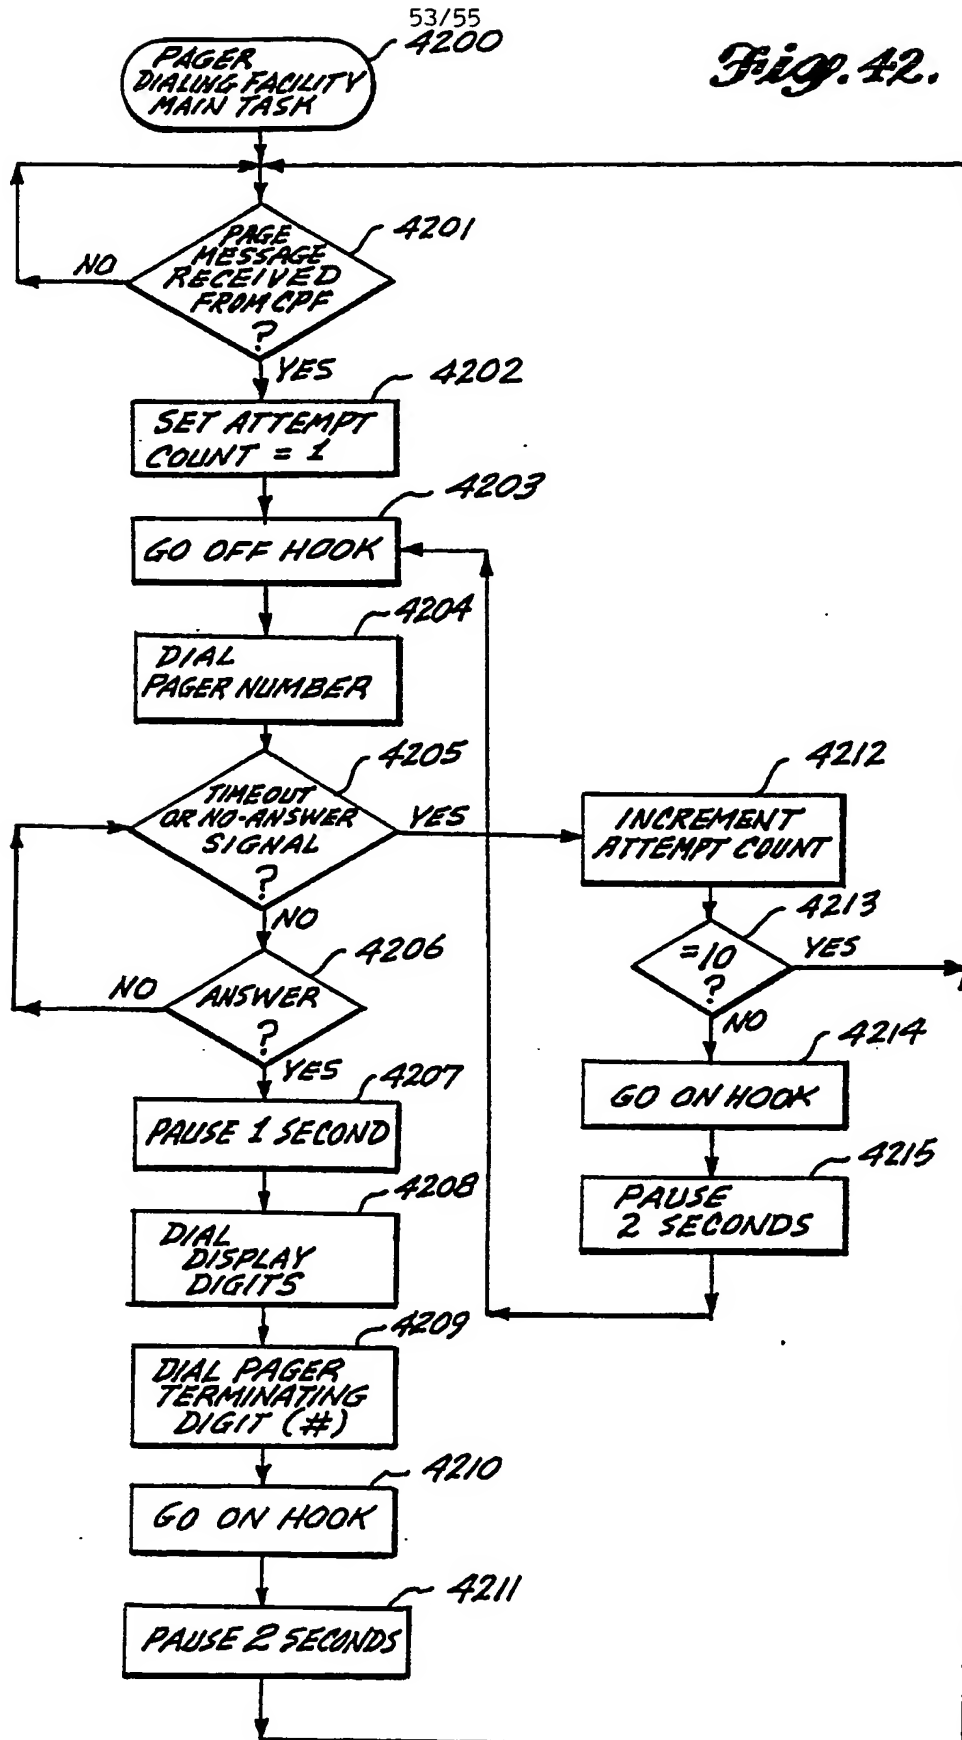 53/55
4200
Fig. 42.
PAGER
DIALING FACILITY
MAIN TASK
4201
PAGE
MESSAGE
RECEIVED
FROM CPF
?
NO
YES
4202
SET ATTEMPT
COUNT = 1
4203
GO OFF HOOK
4204
DIAL
PAGER NUMBER
4205
TIMEOUT
OR NO-ANSWER
SIGNAL
?
YES
NO
4212
INCREMENT
ATTEMPT COUNT
4213
=10
?
YES
NO
4206
ANSWER
?
NO
YES
4214
GO ON HOOK
4207
PAUSE 1 SECOND
4215
PAUSE
2 SECONDS
4208
DIAL
DISPLAY
DIGITS
4209
DIAL PAGER
TERMINATING
DIGIT (#)
4210
GO ON HOOK
4211
PAUSE 2 SECONDS